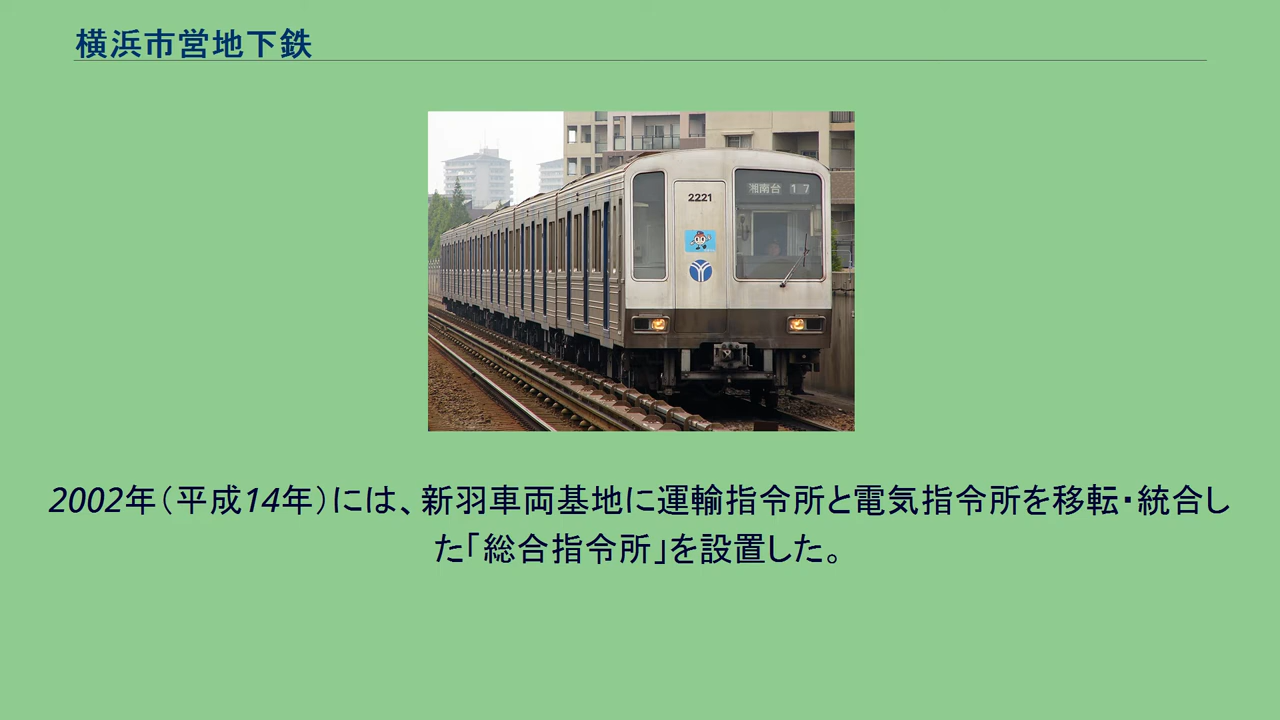 横浜市営地下鉄
湘南台 17
2221
2002年（平成14年）には、新羽車両基地に運輸指令所と電気指令所を移転・統合し
た「総合指令所」を設置した。